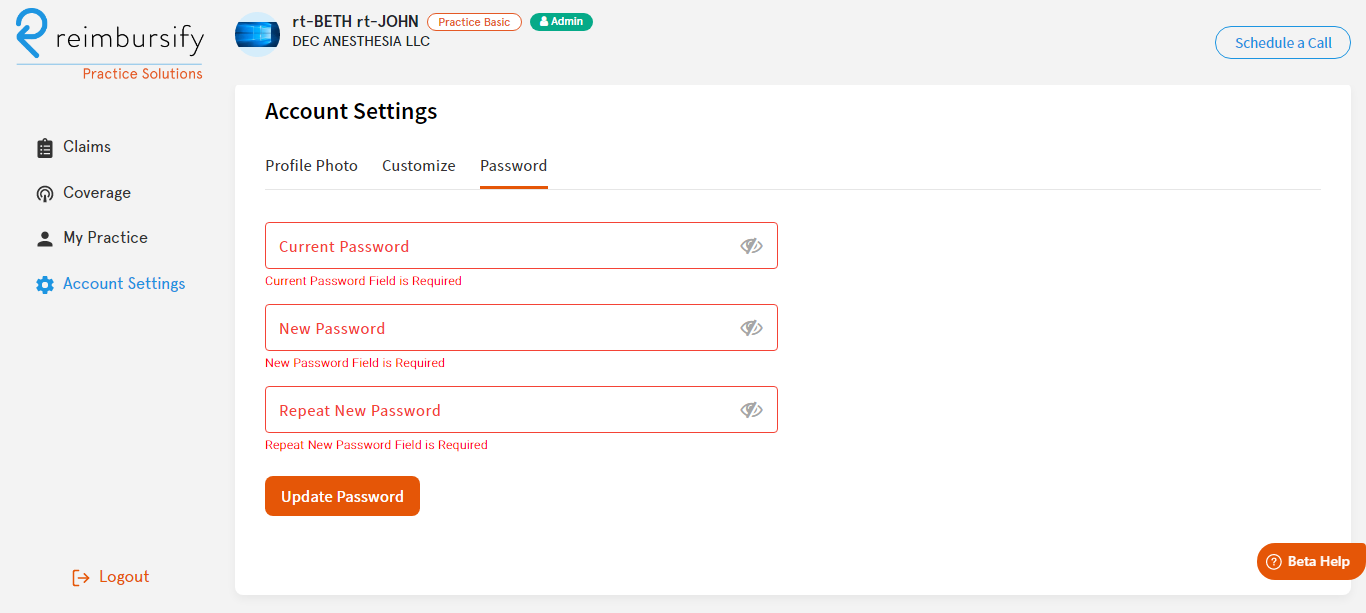 reimbursify
Practice Solutions
rt-BETH rt-JOHN Practice Basic Admin
DEC ANESTHESIA LLC
Schedule a Call
Claims
Coverage
My Practice
Account Settings
Logout
Account Settings
Profile Photo Customize Password
Current Password
Current Password Field is Required
New Password
New Password Field is Required
Repeat New Password
Repeat New Password Field is Required
Update Password
? Beta Help